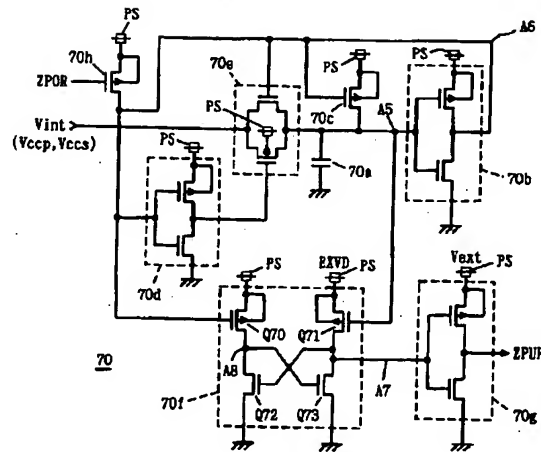 PS
A6
70h
70e
PS
PS
ZPOR
PS
70c
A5
Vint
(Vccp,Vccs)
PS
70a
70b
70d
PS
EXVD
PS
Vext
PS
Q70
Q71
70
A8
ZPUP
Q72
Q73
A7
70f
70g